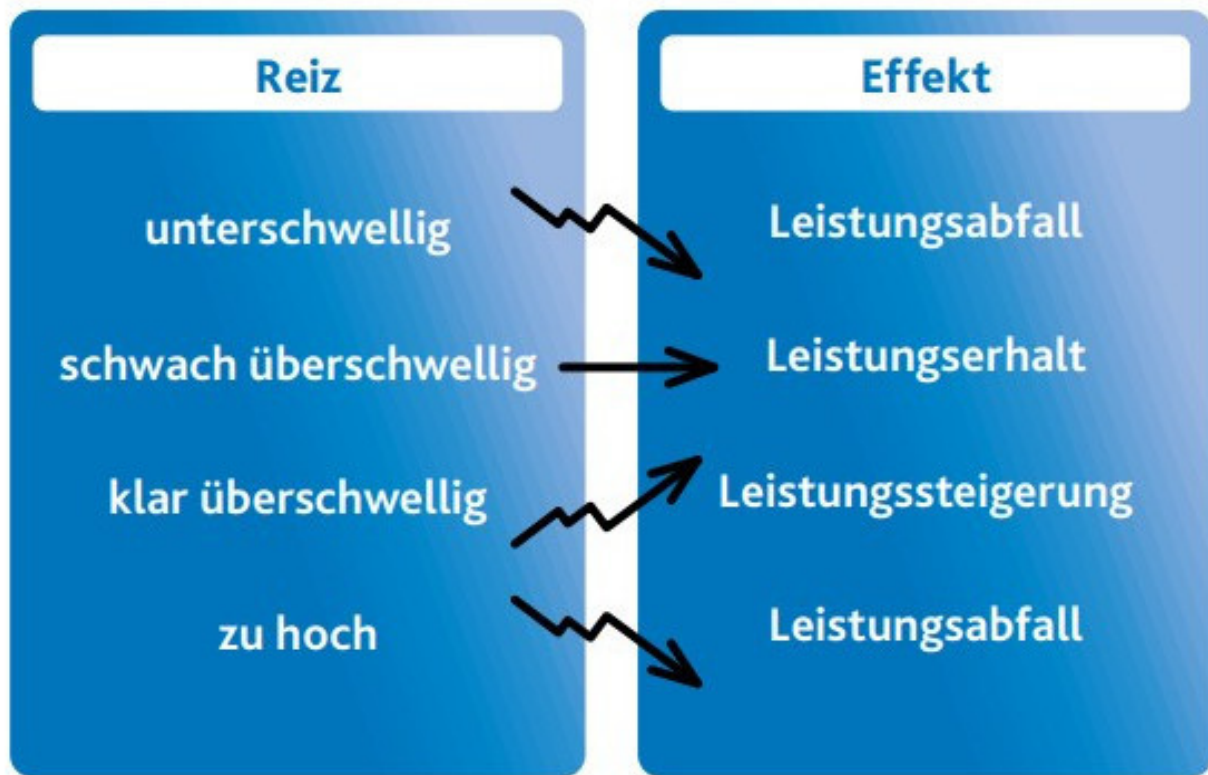 Reiz
unterschwellig
schwach überschwellig
klar überschwellig
zu hoch
Effekt
Leistungsabfall
Leistungserhalt
Leistungssteigerung
Leistungsabfall